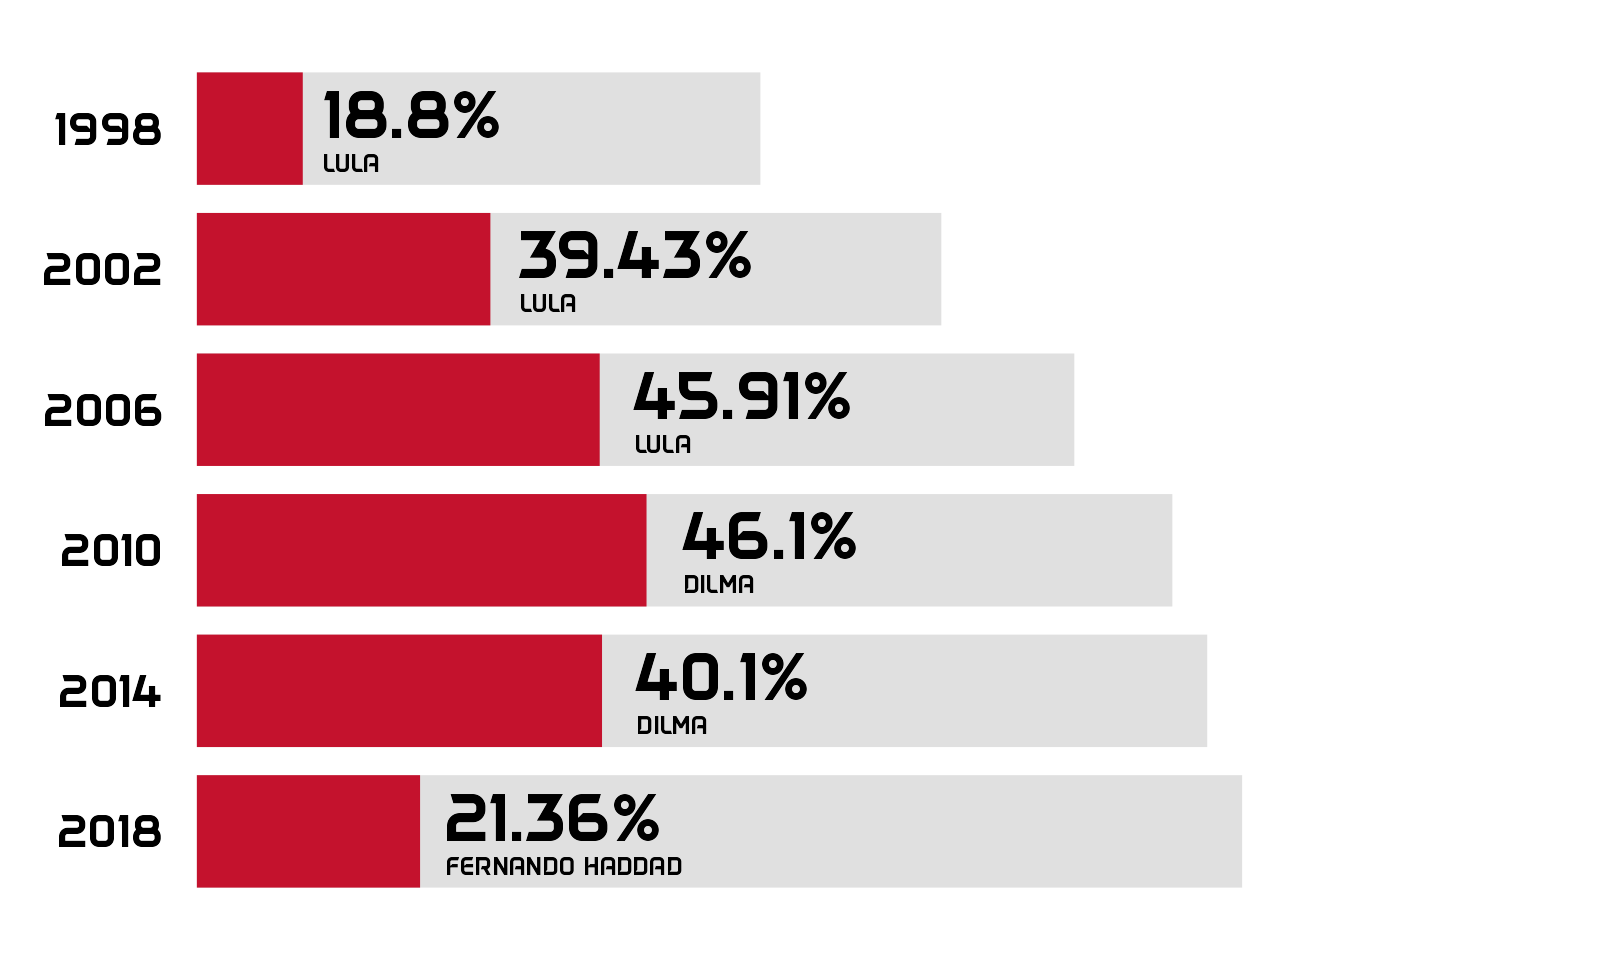 1998
18.8%
LULA
2002
39.43%
LULA
2006
45.91%
LULA
2010
46.1%
DILMA
2014
40.1%
DILMA
2018
21.36%
FERNANDO HADDAD